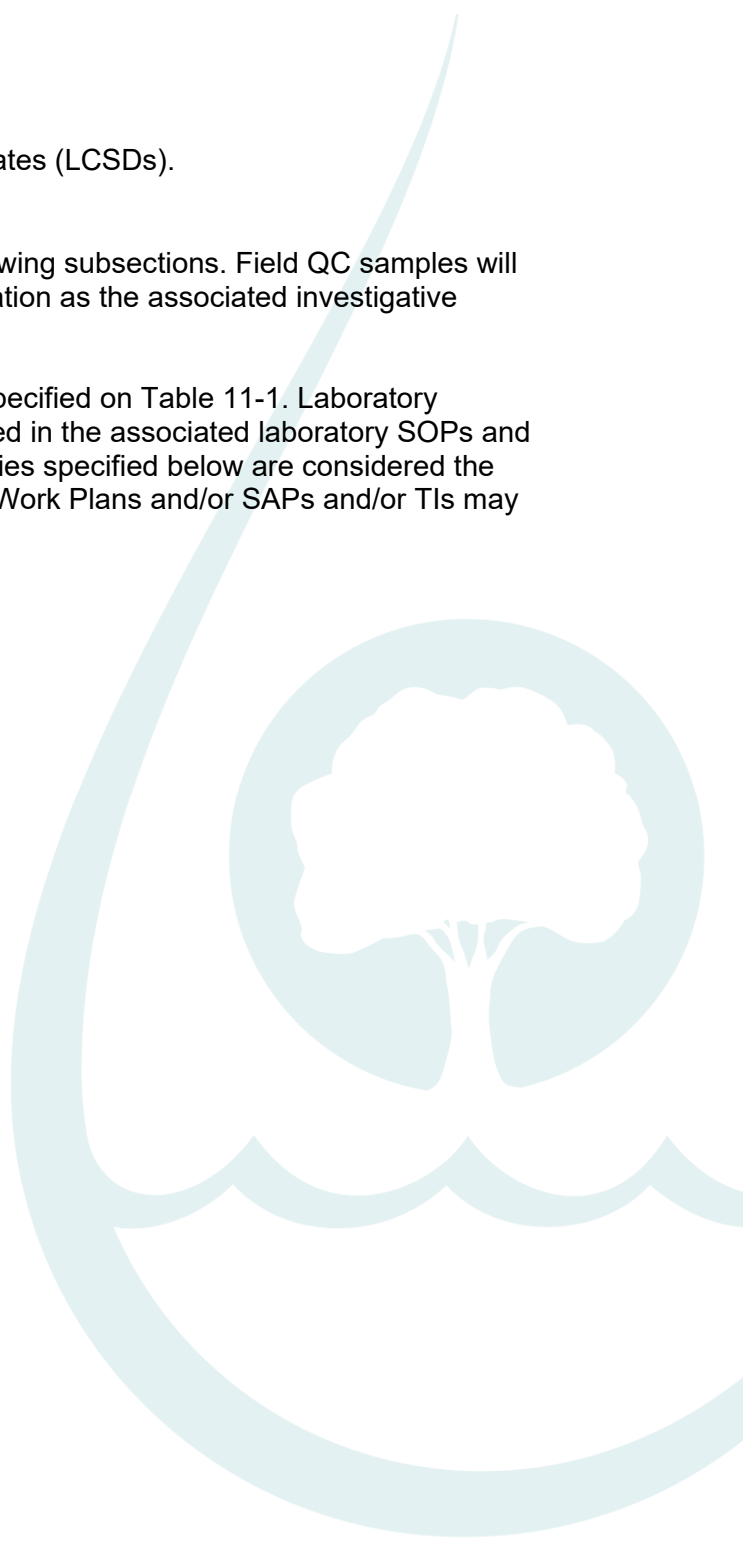 ates (LCSDs).
wing subsections. Field QC samples will
ation as the associated investigative
pecified on Table 11-1. Laboratory
ed in the associated laboratory SOPs and
ies specified below are considered the
Work Plans and/or SAPs and/or TIs may